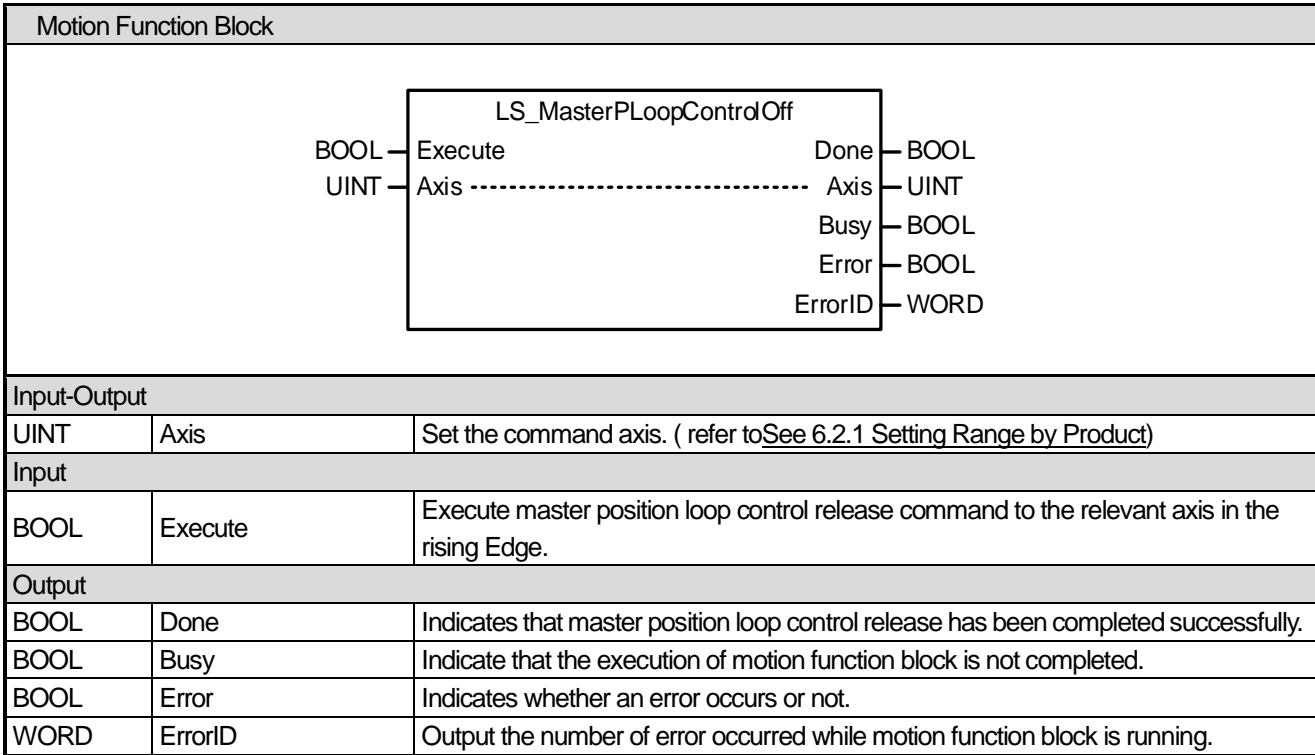 Motion Function Block
LS_MasterPLoopControlOff
BOOL Execute Done BOOL
UINT Axis Axis UINT
Busy BOOL
Error BOOL
ErrorID WORD
Input-Output
UINT Axis Set the command axis. ( refer toSee 6.2.1 Setting Range by Product)
Input
BOOL Execute Execute master position loop control release command to the relevant axis in the
rising Edge.
Output
BOOL Done Indicates that master position loop control release has been completed successfully.
BOOL Busy Indicate that the execution of motion function block is not completed.
BOOL Error Indicates whether an error occurs or not.
WORD ErrorID Output the number of error occurred while motion function block is running.